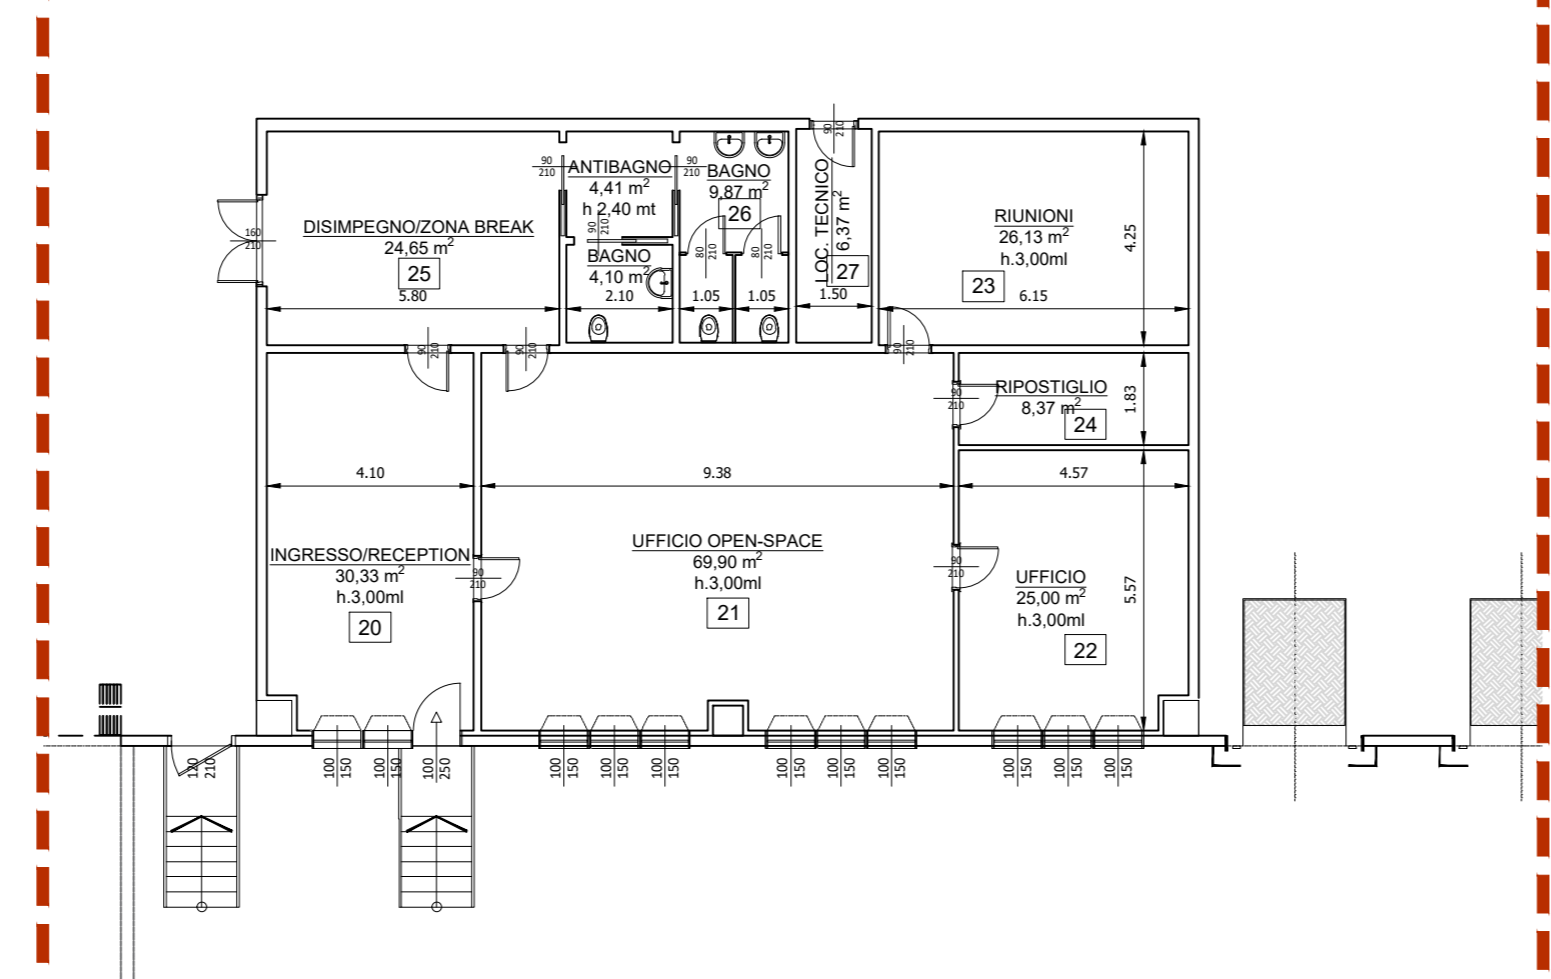 90
210
ANTIBAGNO
4,41 m²
h 2,40 mt
90
210
BAGNO
9,87 m²
26
90
210
LOC. TECNICO
6,37 m²
27
1.50
RIUNIONI
26,13 m²
h.3,00ml
23
6.15
4.25
160
210
DISIMPEGNO/ZONA BREAK
24,65 m²
25
5.80
90
210
BAGNO
4,10 m²
2.10
80
210
80
210
1.05
1.05
90
210
90
210
90
210
RIPOSTIGLIO
8,37 m²
24
1.83
90
210
4.10
9.38
4.57
INGRESSO/RECEPTION
30,33 m²
h.3,00ml
20
90
210
UFFICIO OPEN-SPACE
69,90 m²
h.3,00ml
21
90
210
UFFICIO
25,00 m²
h.3,00ml
22
5.57
120
210
100
150
100
150
100
250
100
150
100
150
100
150
100
150
100
150
100
150
100
150
100
150
100
150